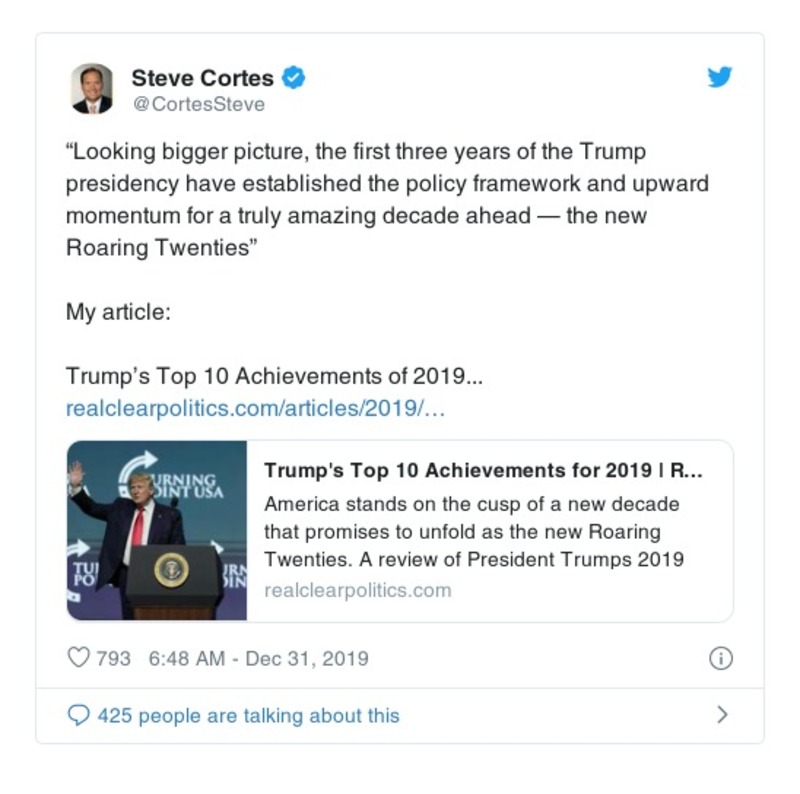 Steve Cortes
@CortesSteve
“Looking bigger picture, the first three years of the Trump
presidency have established the policy framework and upward
momentum for a truly amazing decade ahead — the new
Roaring Twenties”
My article:
Trump’s Top 10 Achievements of 2019...
realclearpolitics.com/articles/2019/…
URNING
OINT USA
TU
PO
URN
OIN
Trump's Top 10 Achievements for 2019 | R...
America stands on the cusp of a new decade
that promises to unfold as the new Roaring
Twenties. A review of President Trumps 2019
realclearpolitics.com
793 6:48 AM - Dec 31, 2019
425 people are talking about this